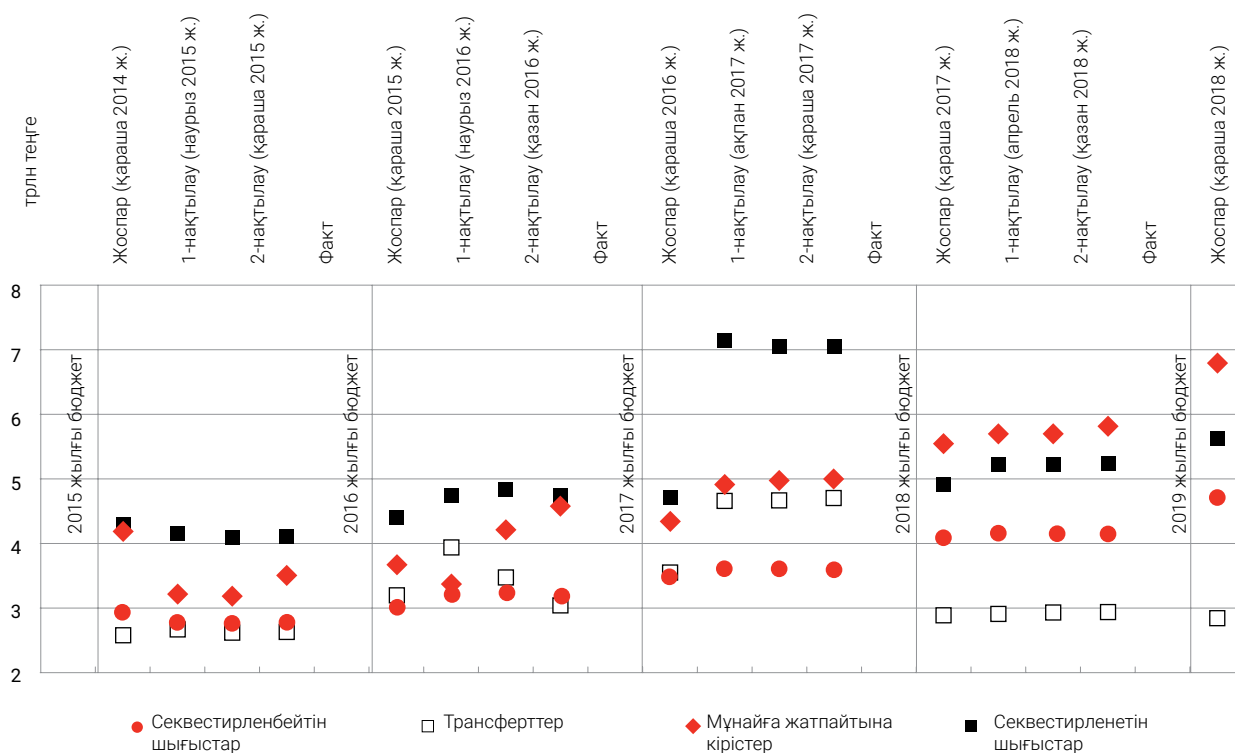 трлн теңге
Жоспар (қараша 2014 ж.)
1-нақтылау (наурыз 2015 ж.)
2-нақтылау (қараша 2015 ж.)
Факт
Жоспар (қараша 2015 ж.)
1-нақтылау (наурыз 2016 ж.)
2-нақтылау (қазан 2016 ж.)
Факт
Жоспар (қараша 2016 ж.)
1-нақтылау (ақпан 2017 ж.)
2-нақтылау (қараша 2017 ж.)
Факт
Жоспар (қараша 2017 ж.)
1-нақтылау (апрель 2018 ж.)
2-нақтылау (қазан 2018 ж.)
Факт
Жоспар (қараша 2018 ж.)
8
7
6
5
4
3
2
2015 жылғы бюджет
2016 жылғы бюджет
2017 жылғы бюджет
2018 жылғы бюджет
2019 жылғы бюджет
Секвестирленбейтін
шығыстар
Трансферттер
Мұнайға жатпайтына
кірістер
Секвестирленетін
шығыстар